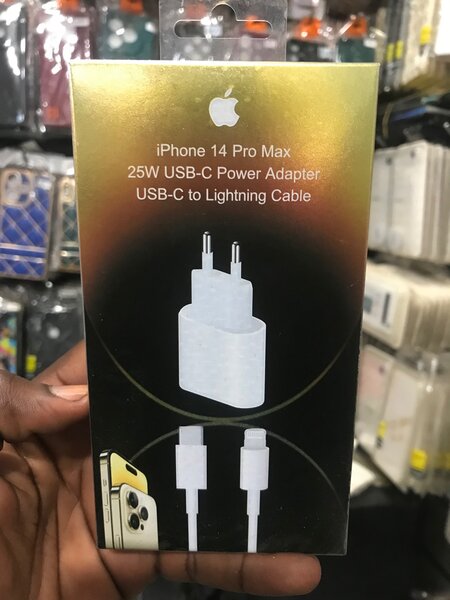 iPhone 14 Pro Max
25W USB-C Power Adapter
USB-C to Lightning Cable